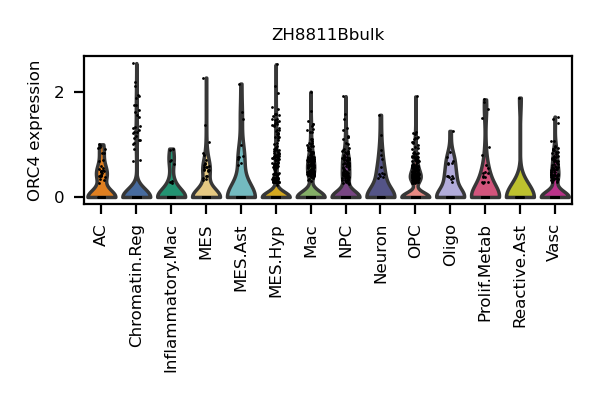 ZH8811Bbulk
ORC4 expression
2
0
AC
Chromatin.Reg
Inflammatory.Mac
MES
MES.Ast
MES.Hyp
Mac
NPC
Neuron
OPC
Oligo
Prolif.Metab
Reactive.Ast
Vasc